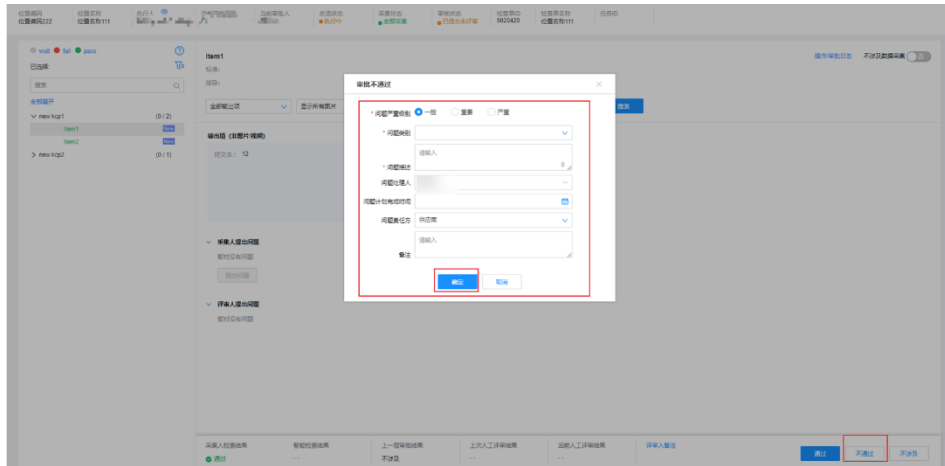 位置编码 位置名称 执行人 当前审批人 检查状态 采集状态 审核状态 检查单ID 检查单名称 任务ID
位置编码222 位置名称111 执行中 全部采集 已提交未评审 5020420 位置名称111
wait fail pass
已选择:
搜索
全部展开
new kcp1 (0 / 2)
Item1 New
Item2 New
new kcp2 (0 / 1)
Item1 操作/审批日志 不涉及数据采集 否
标准:
指导:
全部输出项 显示所有图片 搜索
输出项 (非图片/视频)
12
采集人提出问题
暂时没有问题
提出问题
评审人提出问题
暂时没有问题
审批不通过
* 问题严重级别 一般 重要 严重
* 问题类别
请输入
* 问题描述 0
问题处理人 ...
问题计划完成时间
问题责任方 供应商
请输入
备注
确定 取消
采集人检查结果 智能检查结果 上一层审批结果 上次人工评审结果 当前人工评审结果 评审人备注
通过 -- 不涉及 -- --
通过 不通过 不涉及